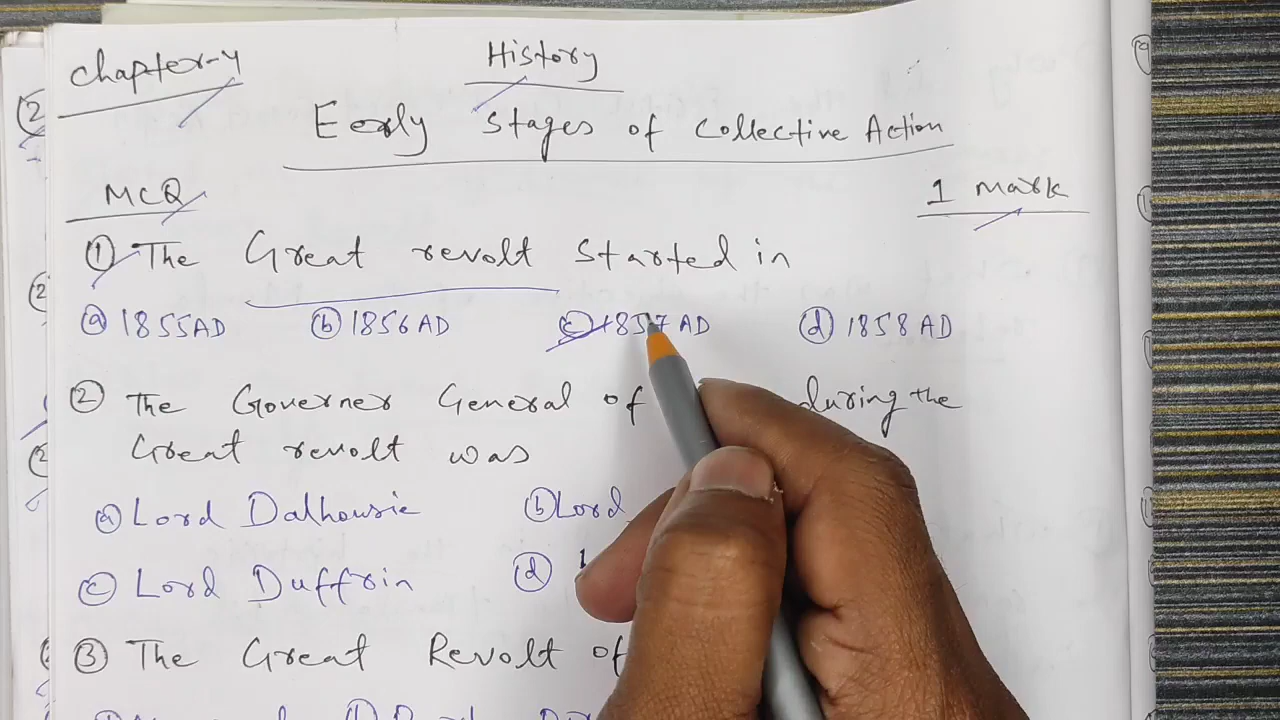 Chapter-4
History
Early Stages of Collective Action
MCQ
1 mark
① The Great revolt started in
ⓐ 1855AD ⓑ 1856 AD ⓒ 1857 AD ⓓ 1858 AD
② The Governer General of during the
Great revolt was
ⓐ Lord Dalhousie ⓑ Lord
ⓒ Lord Duffrin ⓓ
③ The Great Revolt of